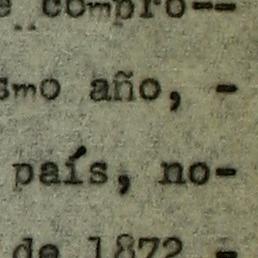 compro--
smo año, -
país, no-
de 1872 -